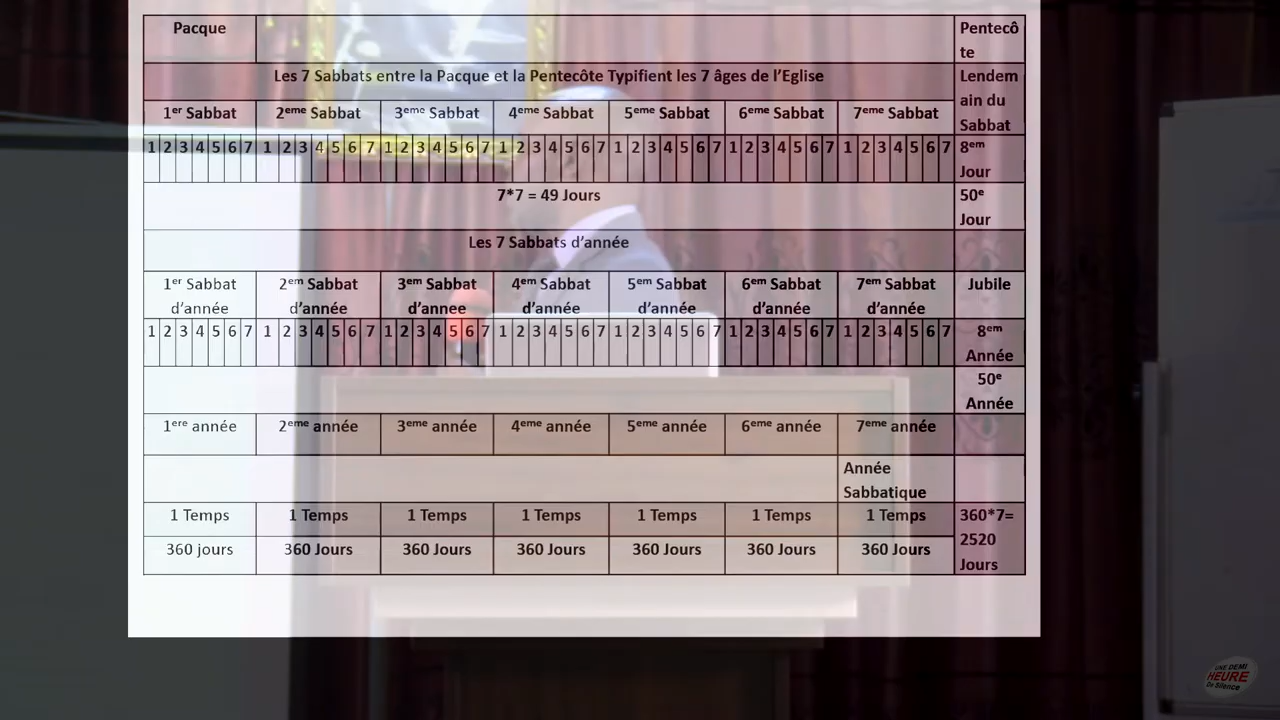 Pacque
Pentecô
te
Les 7 Sabbats entre la Pacque et la Pentecôte Typifient les 7 âges de l'Eglise
Lendem
ain du
Sabbat
1er Sabbat 2eme Sabbat 3eme Sabbat 4eme Sabbat 5eme Sabbat 6eme Sabbat 7eme Sabbat
1 2 3 4 5 6 7 1 2 3 4 5 6 7 1 2 3 4 5 6 7 1 2 3 4 5 6 7 1 2 3 4 5 6 7 1 2 3 4 5 6 7 1 2 3 4 5 6 7
8em
Jour
7*7 = 49 Jours
50e
Jour
Les 7 Sabbats d'année
1er Sabbat
d'année
2em Sabbat
d'année
3em Sabbat
d'annee
4em Sabbat
d'année
5em Sabbat
d'année
6em Sabbat
d'année
7em Sabbat
d'année
Jubile
1 2 3 4 5 6 7 1 2 3 4 5 6 7 1 2 3 4 5 6 7 1 2 3 4 5 6 7 1 2 3 4 5 6 7 1 2 3 4 5 6 7 1 2 3 4 5 6 7
8em
Année
50e
Année
1ere année 2eme année 3eme année 4eme année 5eme année 6eme année 7eme année
Année
Sabbatique
1 Temps 1 Temps 1 Temps 1 Temps 1 Temps 1 Temps 1 Temps
360 jours 360 Jours 360 Jours 360 Jours 360 Jours 360 Jours 360 Jours
360*7=
2520
Jours
UNE DEMI
HEURE
De Silence